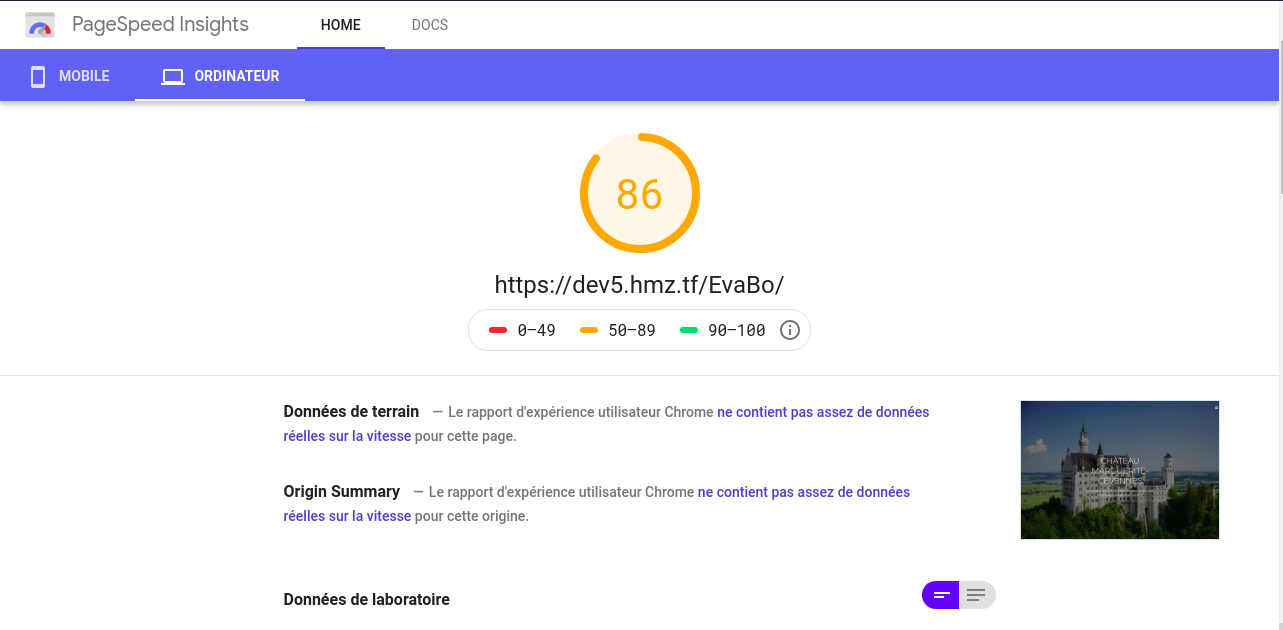 PageSpeed Insights HOME DOCS
MOBILE ORDINATEUR
86
https://dev5.hmz.tf/EvaBo/
0–49 50–89 90–100
Données de terrain — Le rapport d'expérience utilisateur Chrome ne contient pas assez de données
réelles sur la vitesse pour cette page.
CHÂTEAU
MARGUERITE-
CÉVENNES
Origin Summary — Le rapport d'expérience utilisateur Chrome ne contient pas assez de données
réelles sur la vitesse pour cette origine.
Données de laboratoire